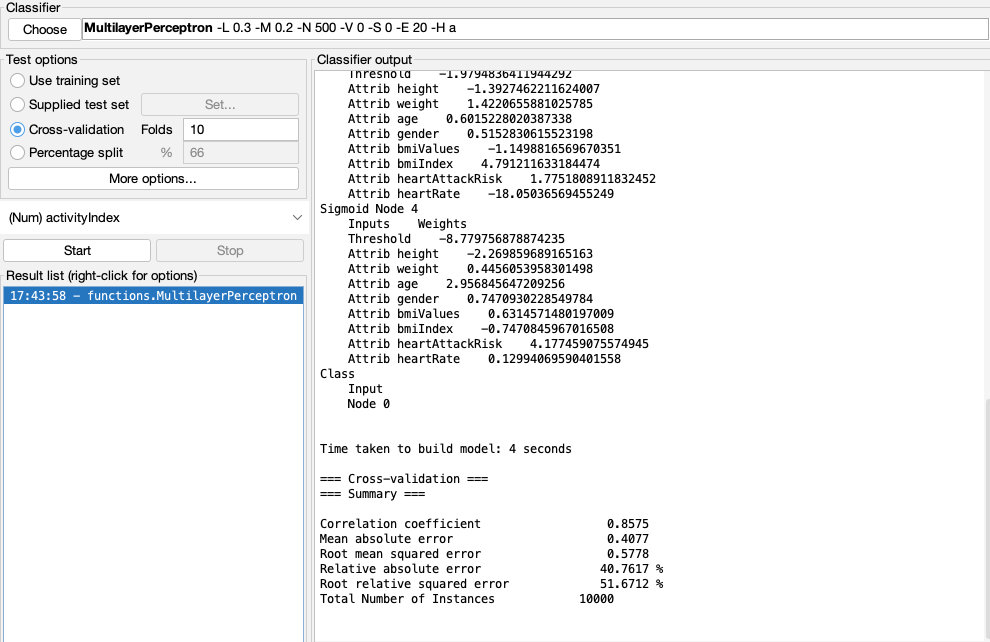 Classifier
Choose MultilayerPerceptron -L 0.3 -M 0.2 -N 500 -V 0 -S 0 -E 20 -H a
Test options
Use training set
Supplied test set Set...
Cross-validation Folds 10
Percentage split % 66
More options...
(Num) activityIndex
Start Stop
Result list (right-click for options)
17:43:58 - functions.MultilayerPerceptron
Classifier output
Threshold -1.9794836411944292
Attrib height -1.3927462211624007
Attrib weight 1.4220655881025785
Attrib age 0.6015228020387338
Attrib gender 0.5152830615523198
Attrib bmiValues -1.1498816569670351
Attrib bmiIndex 4.791211633184474
Attrib heartAttackRisk 1.7751808911832452
Attrib heartRate -18.05036569455249
Sigmoid Node 4
Inputs Weights
Threshold -8.779756878874235
Attrib height -2.269859689165163
Attrib weight 0.4456053958301498
Attrib age 2.956845647209256
Attrib gender 0.7470930228549784
Attrib bmiValues 0.6314571480197009
Attrib bmiIndex -0.7470845967016508
Attrib heartAttackRisk 4.177459075574945
Attrib heartRate 0.12994069590401558
Class
Input
Node 0
Time taken to build model: 4 seconds
=== Cross-validation ===
=== Summary ===
Correlation coefficient 0.8575
Mean absolute error 0.4077
Root mean squared error 0.5778
Relative absolute error 40.7617 %
Root relative squared error 51.6712 %
Total Number of Instances 10000